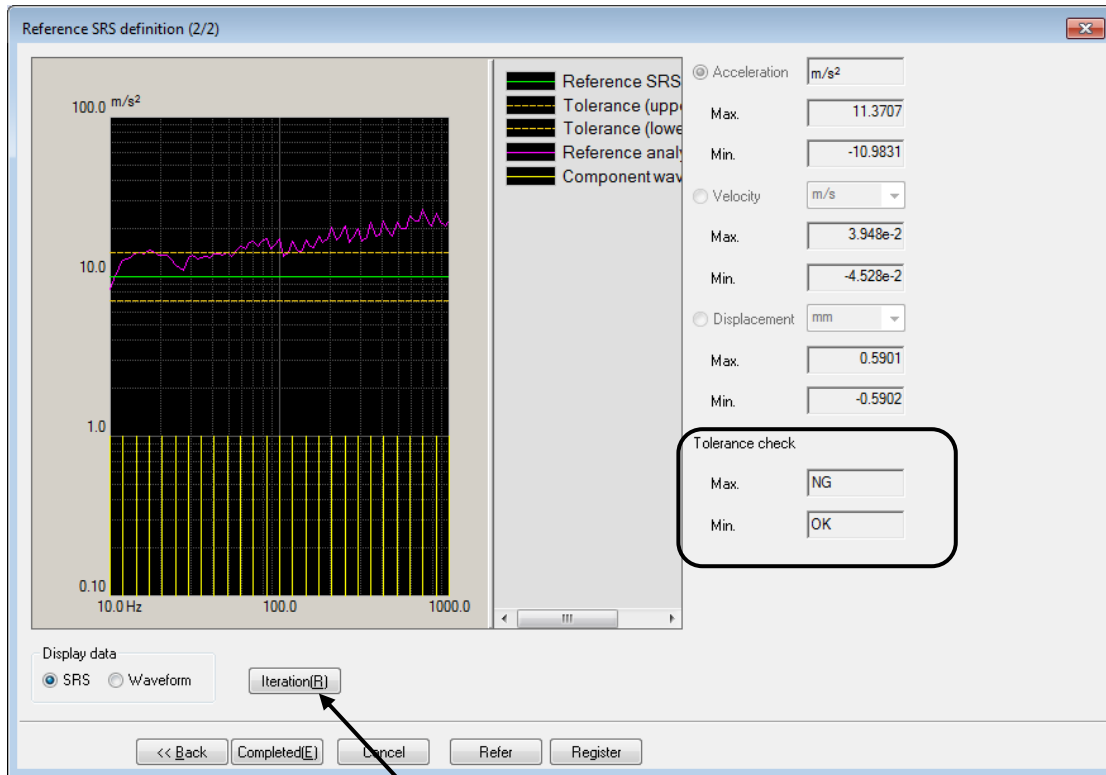 Reference SRS definition (2/2)
100.0 m/s²
10.0
1.0
0.10
10.0 Hz 100.0 1000.0
Reference SRS
Tolerance (uppe
Tolerance (lowe
Reference analy
Component wav
Acceleration m/s²
Max. 11.3707
Min. -10.9831
Velocity m/s
Max. 3.948e-2
Min. -4.528e-2
Displacement mm
Max. 0.5901
Min. -0.5902
Tolerance check
Max. NG
Min. OK
Display data
SRS Waveform Iteration(R)
<< Back Completed(E) Cancel Refer Register